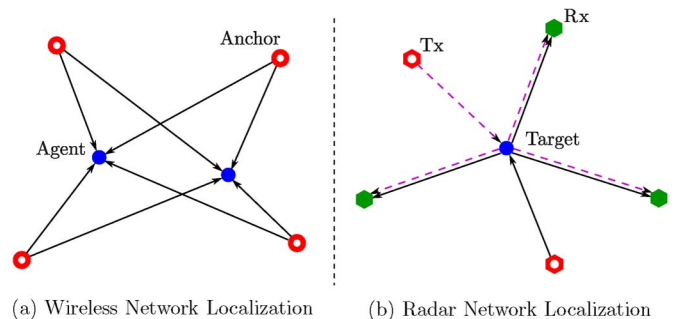 Anchor
Agent
Rx
Tx
Target
(a) Wireless Network Localization
(b) Radar Network Localization